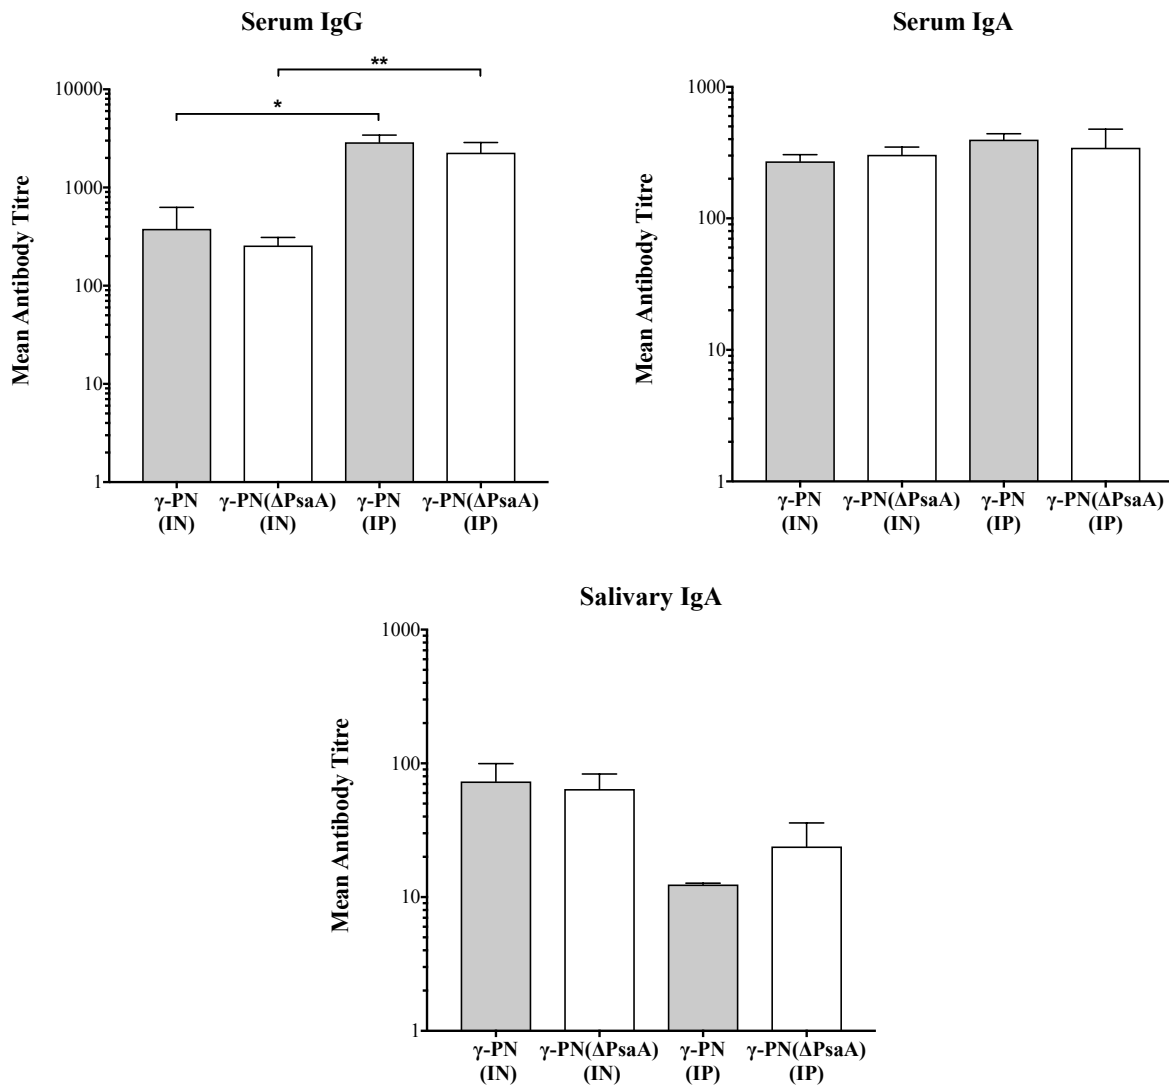 Serum IgG
**
*
10000
1000
100
10
1
Mean Antibody Titre
γ-PN
(IN)
γ-PN(ΔPsaA)
(IN)
γ-PN
(IP)
γ-PN(ΔPsaA)
(IP)
Serum IgA
1000
100
10
1
Mean Antibody Titre
γ-PN
(IN)
γ-PN(ΔPsaA)
(IN)
γ-PN
(IP)
γ-PN(ΔPsaA)
(IP)
Salivary IgA
1000
100
10
1
Mean Antibody Titre
γ-PN
(IN)
γ-PN(ΔPsaA)
(IN)
γ-PN
(IP)
γ-PN(ΔPsaA)
(IP)